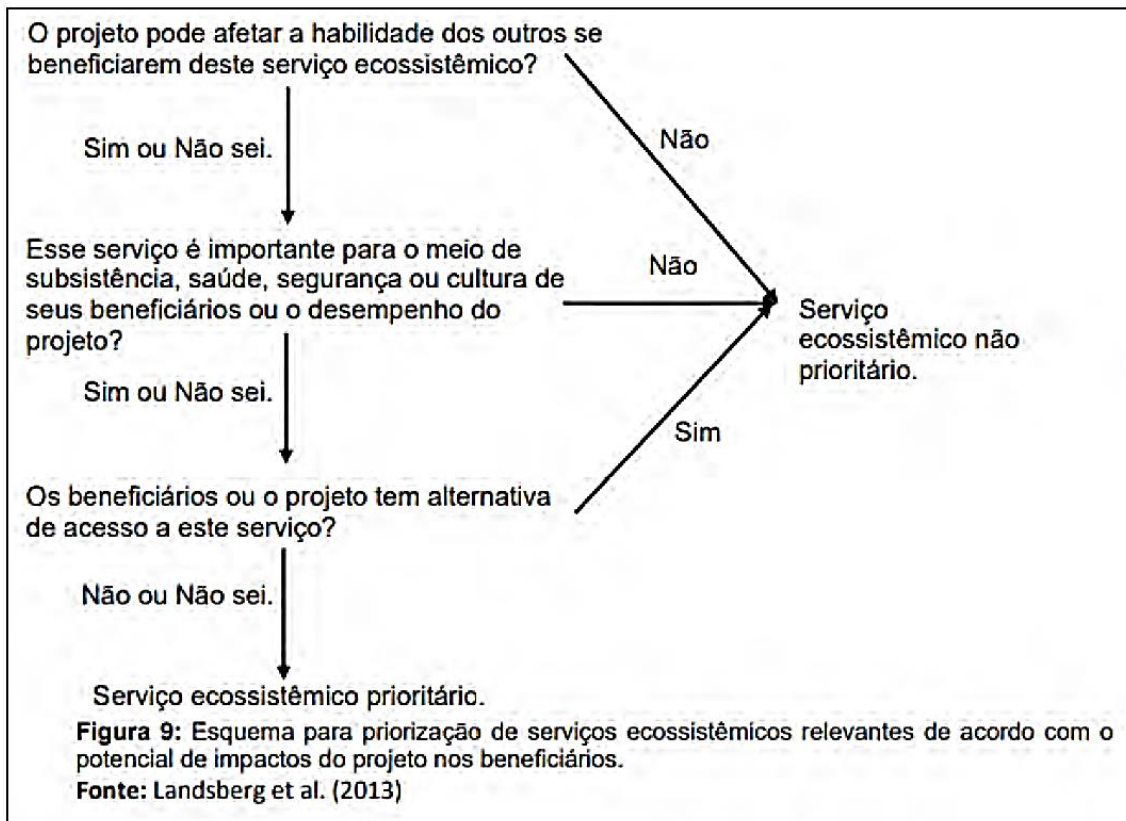 O projeto pode afetar a habilidade dos outros se
beneficiarem deste serviço ecossistêmico?
Não
Sim ou Não sei.
Esse serviço é importante para o meio de
subsistência, saúde, segurança ou cultura de
seus beneficiários ou o desempenho do
projeto?
Não
Serviço
ecossistêmico não
prioritário.
Sim ou Não sei.
Sim
Os beneficiários ou o projeto tem alternativa
de acesso a este serviço?
Não ou Não sei.
Serviço ecossistêmico prioritário.
Figura 9: Esquema para priorização de serviços ecossistêmicos relevantes de acordo com o
potencial de impactos do projeto nos beneficiários.
Fonte: Landsberg et al. (2013)